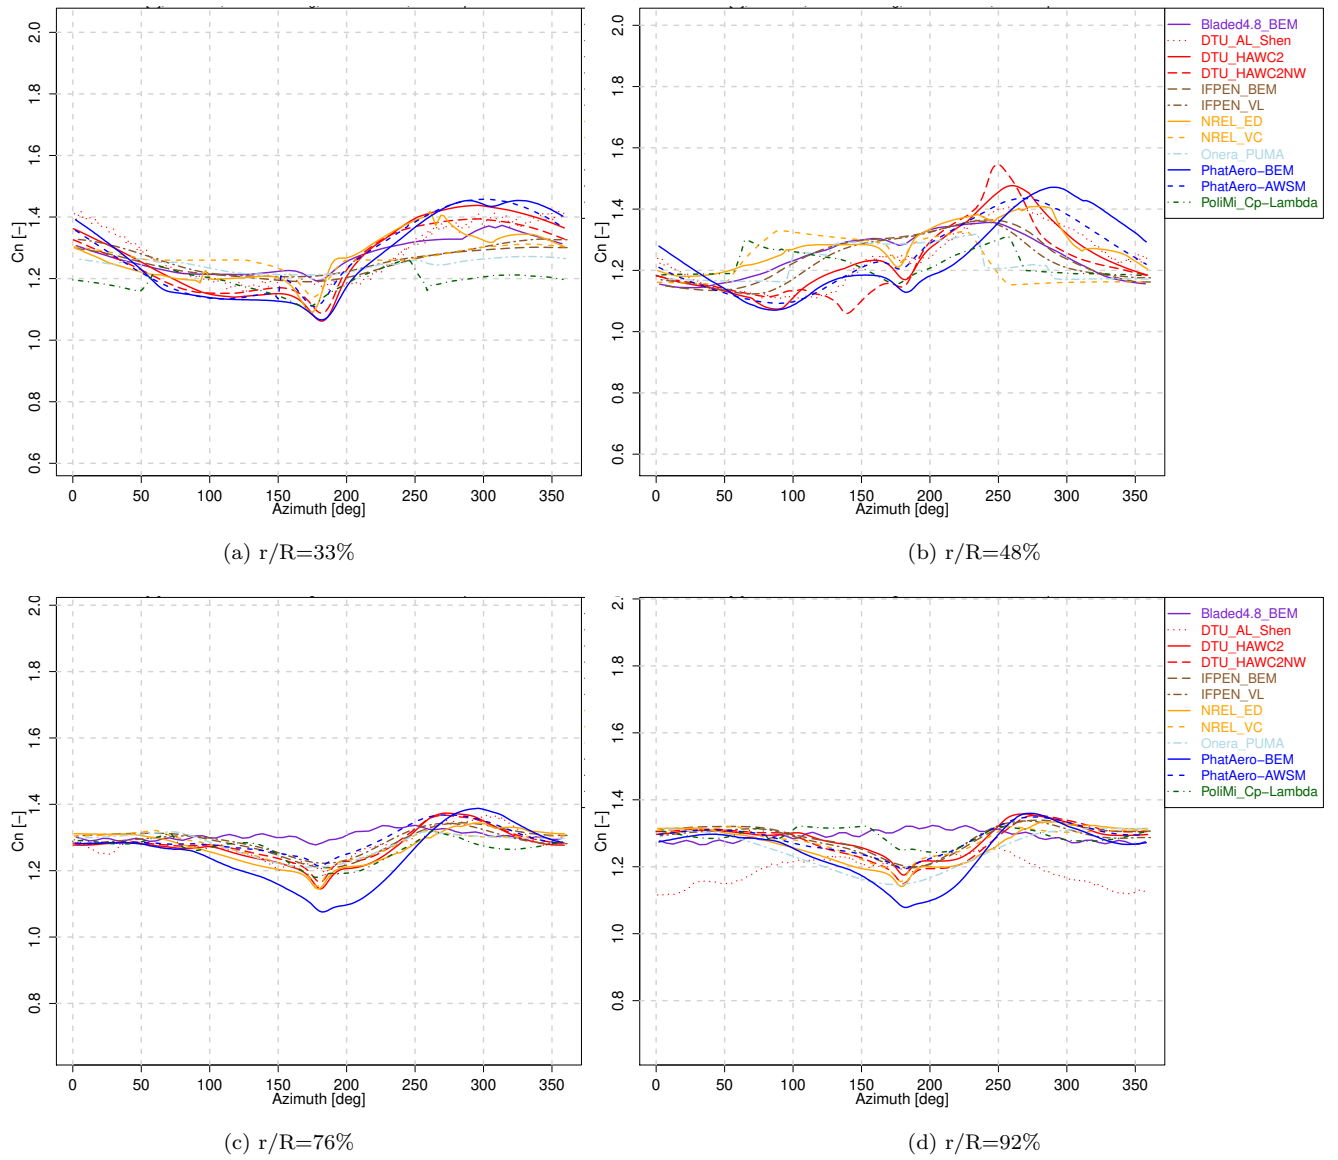 2.0
1.8
1.6
1.4
1.2
1.0
0.8
0.6
Cn [−]
0 50 100 150 200 250 300 350
Azimuth [deg]
(a) r/R=33%
2.0
1.8
1.6
1.4
1.2
1.0
0.8
0.6
Cn [−]
0 50 100 150 200 250 300 350
Azimuth [deg]
(b) r/R=48%
Bladed4.8_BEM
DTU_AL_Shen
DTU_HAWC2
DTU_HAWC2NW
IFPEN_BEM
IFPEN_VL
NREL_ED
NREL_VC
Onera_PUMA
PhatAero−BEM
PhatAero−AWSM
PoliMi_Cp−Lambda
2.0
1.8
1.6
1.4
1.2
1.0
0.8
Cn [−]
0 50 100 150 200 250 300 350
Azimuth [deg]
(c) r/R=76%
2.0
1.8
1.6
1.4
1.2
1.0
0.8
Cn [−]
0 50 100 150 200 250 300 350
Azimuth [deg]
(d) r/R=92%
Bladed4.8_BEM
DTU_AL_Shen
DTU_HAWC2
DTU_HAWC2NW
IFPEN_BEM
IFPEN_VL
NREL_ED
NREL_VC
Onera_PUMA
PhatAero−BEM
PhatAero−AWSM
PoliMi_Cp−Lambda